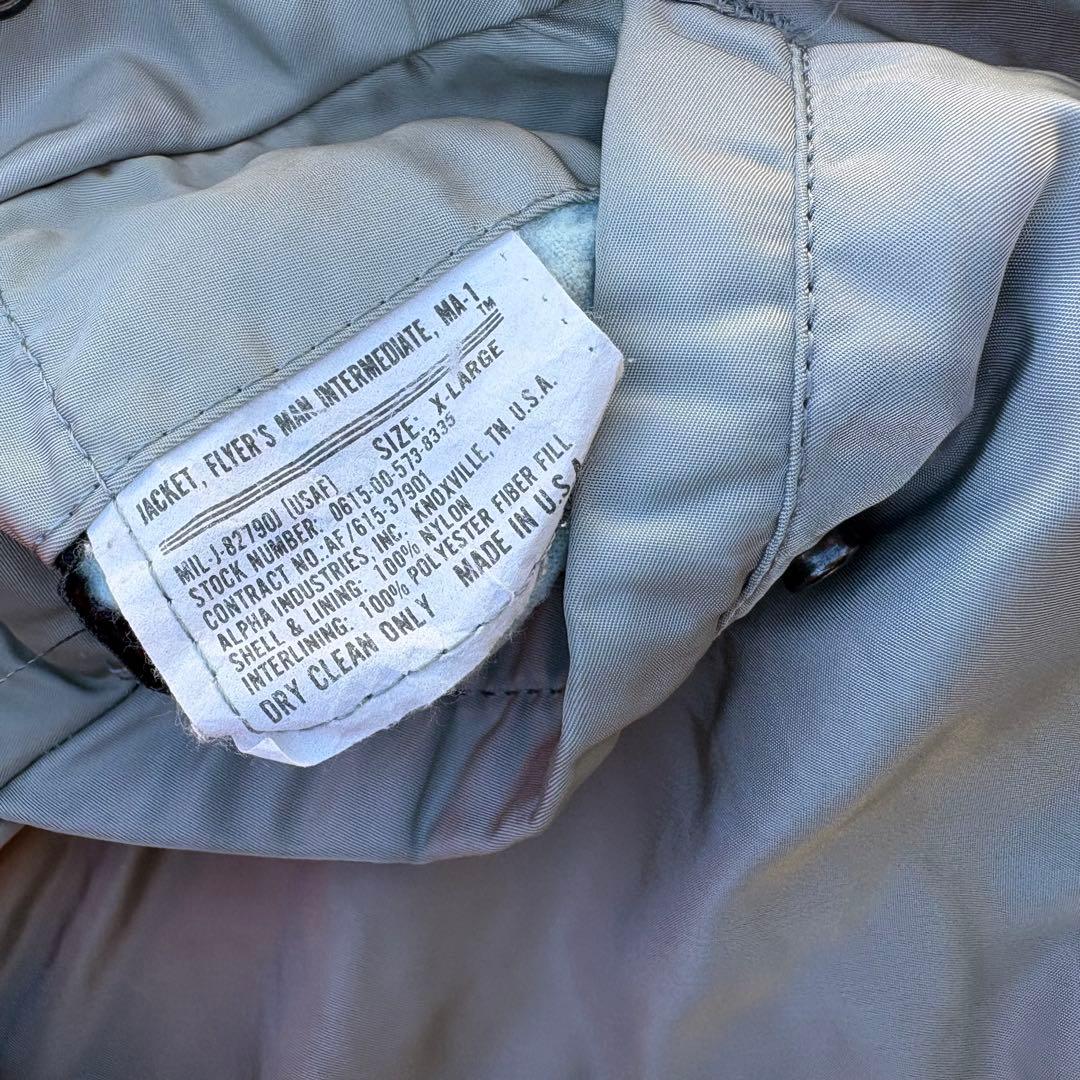 JACKET, FLYER'S MAN INTERMEDIATE, MA-1
TM
SIZE: X-LARGE
MIL-J-82790J (USAF)
STOCK NUMBER: 0615-00-573-8335
CONTRACT NO: AF/615-37901
ALPHA INDUSTRIES, INC. KNOXVILLE, TN. U.S.A.
SHELL & LINING: 100% NYLON
INTERLINING: 100% POLYESTER FIBER FILL
DRY CLEAN ONLY MADE IN U.S.A